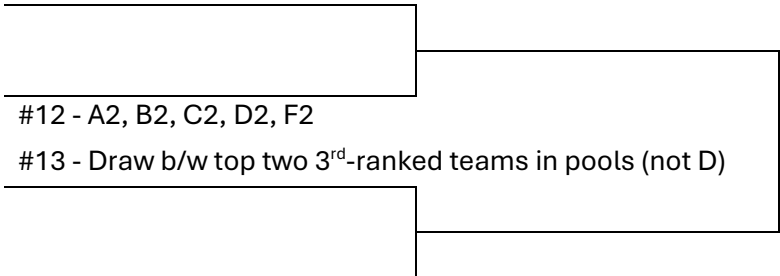 #12 - A2, B2, C2, D2, F2
#13 - Draw b/w top two 3rd-ranked teams in pools (not D)